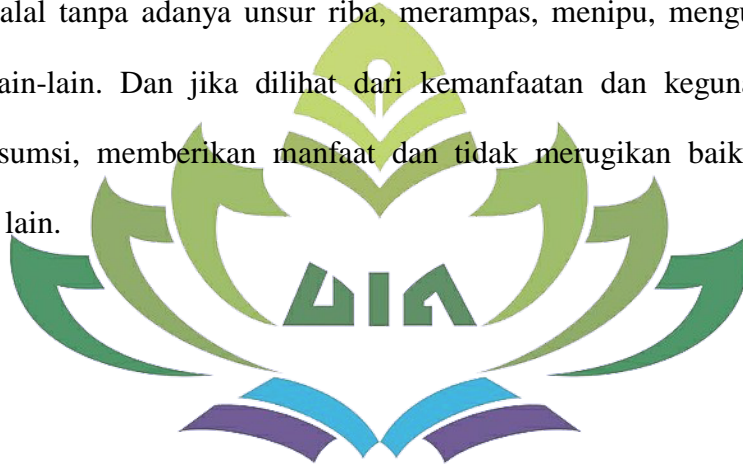 alal tanpa adanya unsur riba, merampas, menipu, mengu
ain-lain. Dan jika dilihat dari kemanfaatan dan keguna
sumsi, memberikan manfaat dan tidak merugikan baik
lain.
UIN